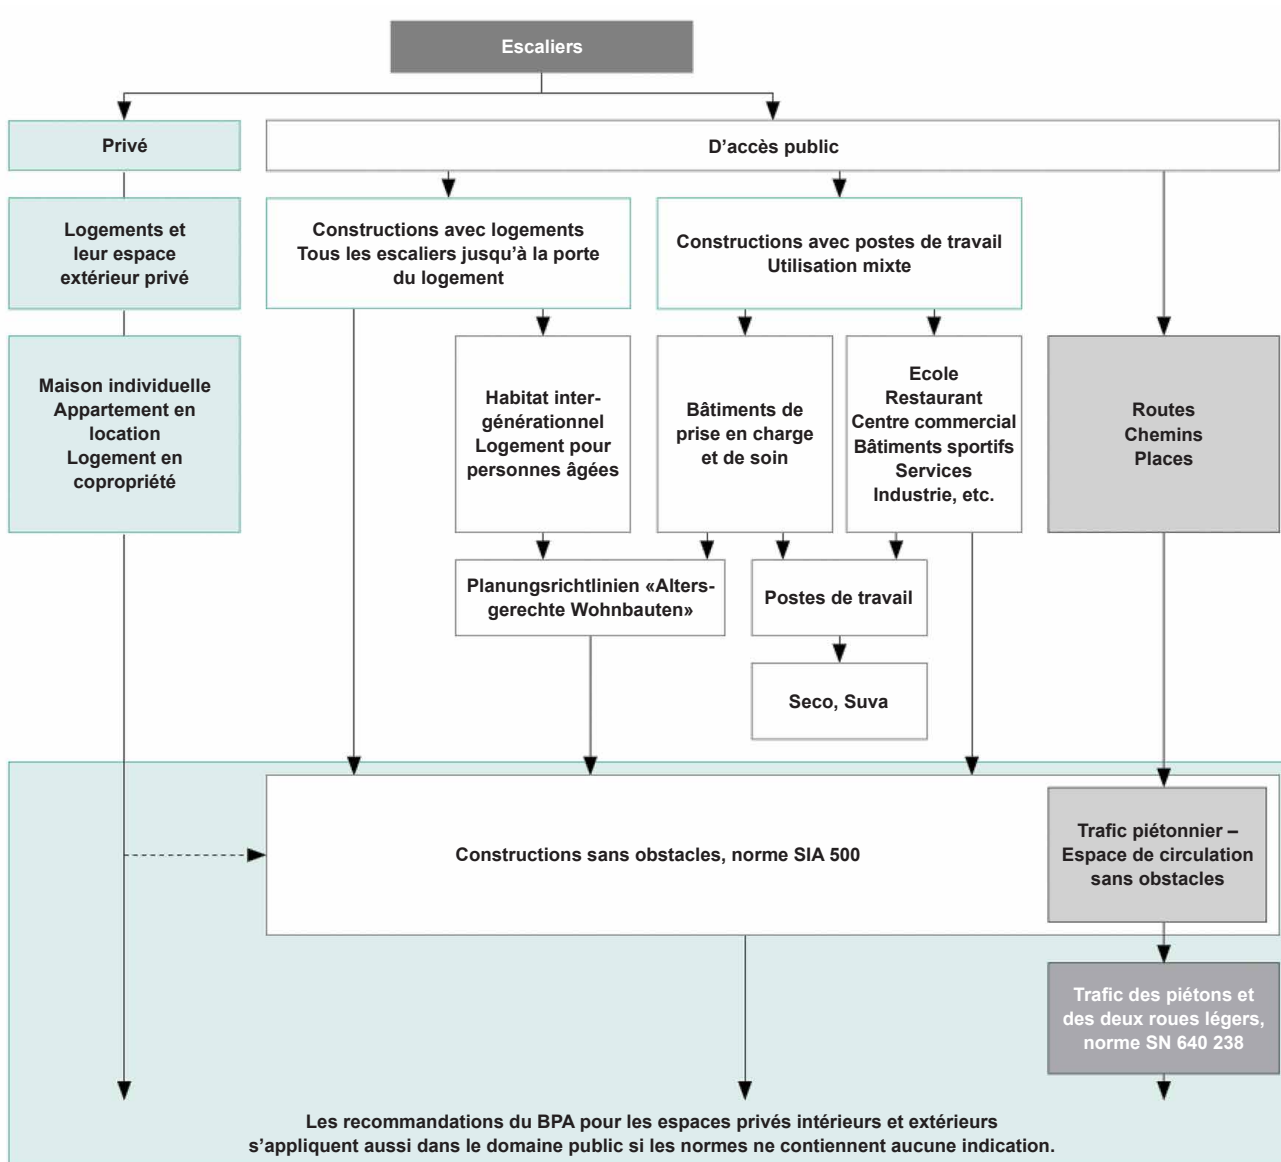 Escaliers
Privé
D'accès public
Logements et
leur espace
extérieur privé
Constructions avec logements
Tous les escaliers jusqu'à la porte
du logement
Constructions avec postes de travail
Utilisation mixte
Maison individuelle
Appartement en
location
Logement en
copropriété
Habitat inter-
générationnel
Logement pour
personnes âgées
Bâtiments de
prise en charge
et de soin
Ecole
Restaurant
Centre commercial
Bâtiments sportifs
Services
Industrie, etc.
Routes
Chemins
Places
Planungsrichtlinien «Alters-
gerechte Wohnbauten»
Postes de travail
Seco, Suva
Constructions sans obstacles, norme SIA 500
Trafic piétonnier –
Espace de circulation
sans obstacles
Trafic des piétons et
des deux roues légers,
norme SN 640 238
Les recommandations du BPA pour les espaces privés intérieurs et extérieurs
s'appliquent aussi dans le domaine public si les normes ne contiennent aucune indication.